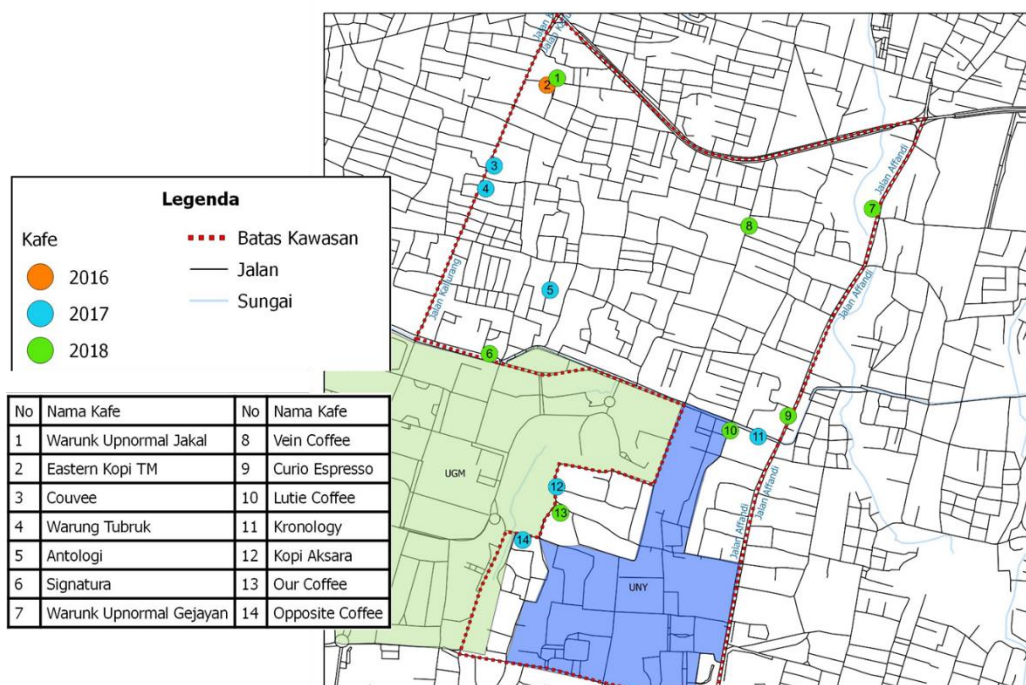 Legenda
Kafe
2016
2017
2018
Batas Kawasan
Jalan
Sungai
No Nama Kafe No Nama Kafe
1 Warunk Upnormal Jakal 8 Vein Coffee
2 Eastern Kopi TM 9 Curio Espresso
3 Couvee 10 Lutie Coffee
4 Warung Tubruk 11 Kronology
5 Antologi 12 Kopi Aksara
6 Signatura 13 Our Coffee
7 Warunk Upnormal Gejayan 14 Opposite Coffee
1
2
3
4
7
Jalan Affandi
8
5
Jalan Kaliurang
Jalan Affandi
6
9
10
11
UGM
12
Jalan Affandi
13
14
Jalan Affandi
UNY